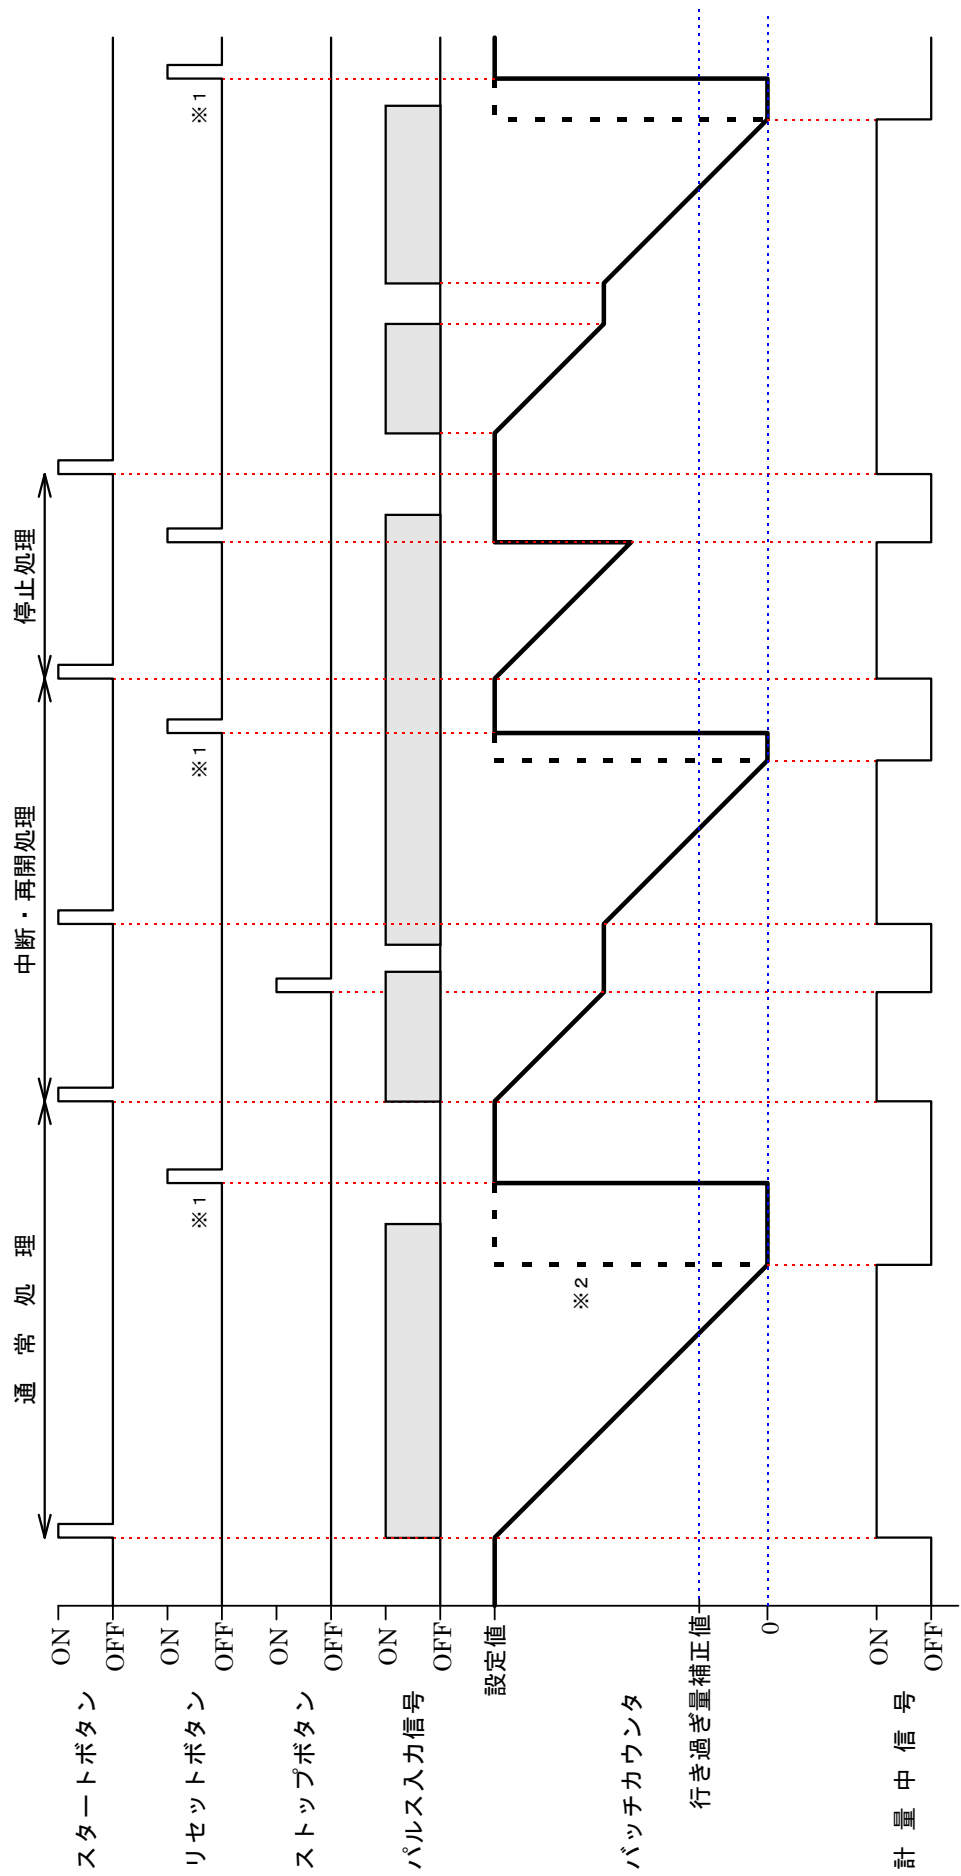 通常処理
中断・再開処理
停止処理
スタートボタン
ON
OFF
リセットボタン
ON
OFF
※1
※1
※1
ストップボタン
ON
OFF
パルス入力信号
ON
OFF
バッチカウンタ
設定値
※2
行き過ぎ量補正値
0
計量中信号
ON
OFF